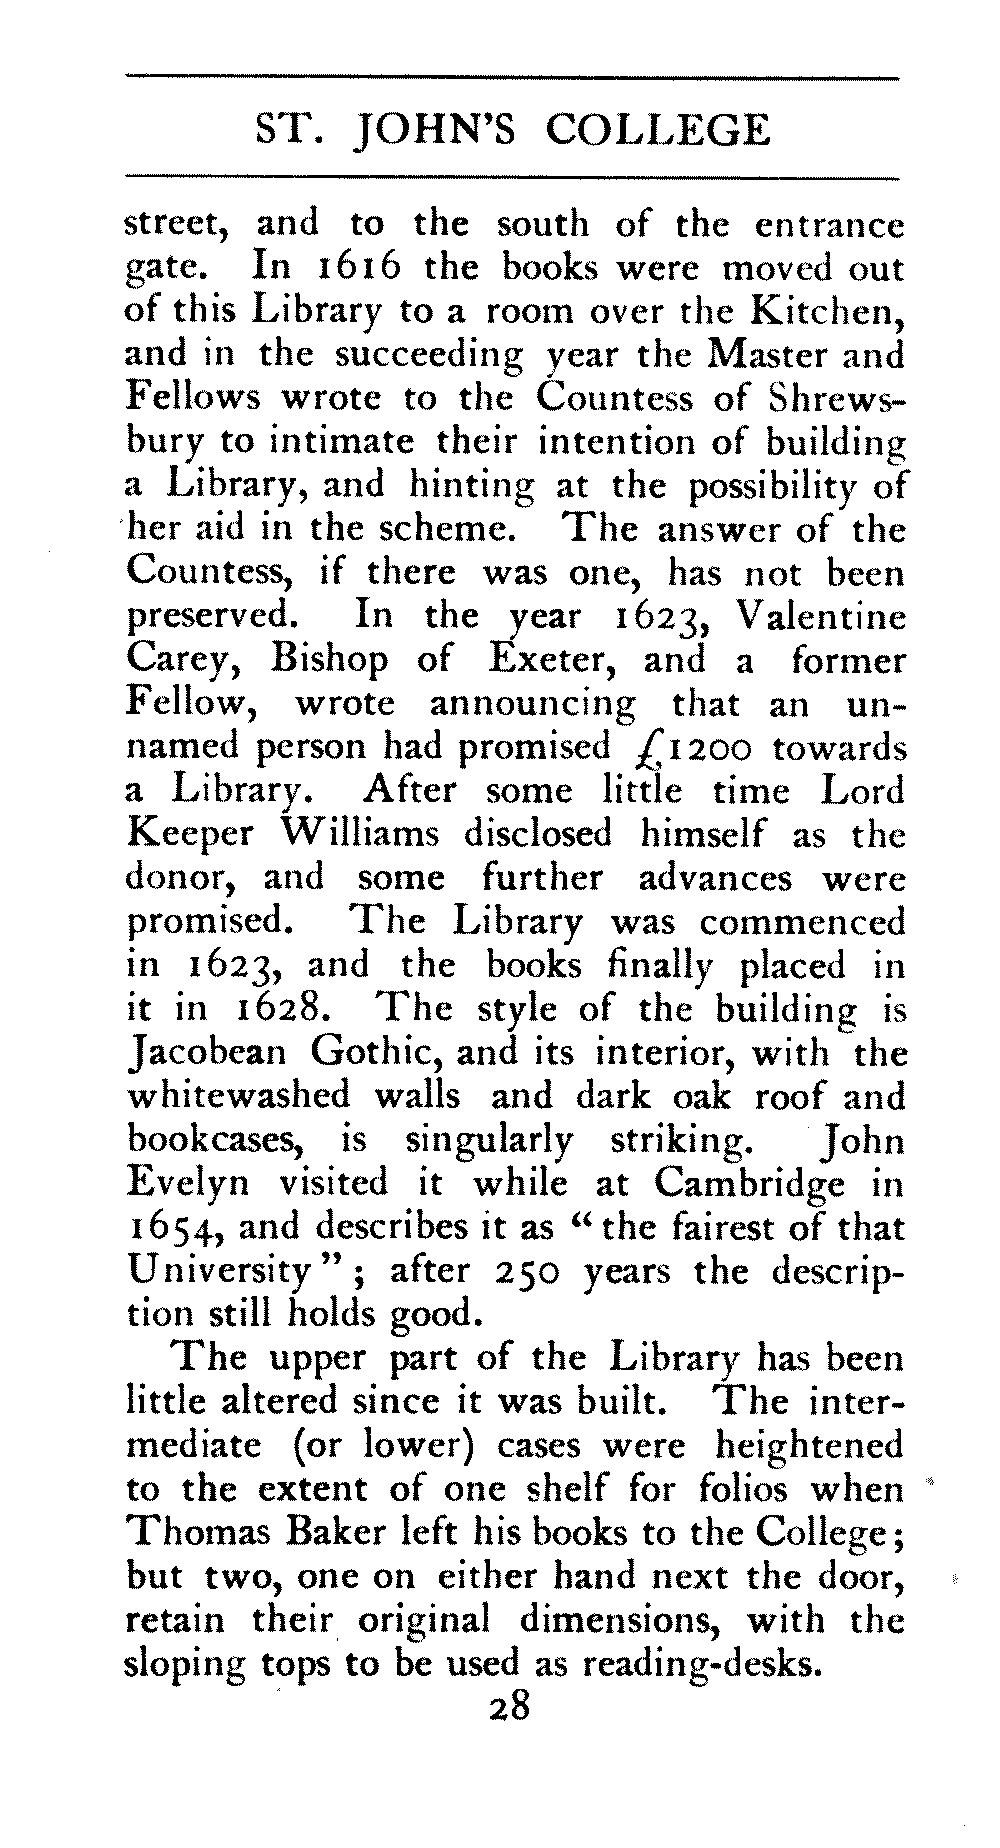 ST. JOHN'S COLLEGE
street, and to the south of the entrance
gate. In 1616 the books were moved out
of this Library to a room over the Kitchen,
and in the succeeding year the Master and
Fellows wrote to the Countess of Shrews-
bury to intimate their intention of building
a Library, and hinting at the possibility of
her aid in the scheme. The answer of the
Countess, if there was one, has not been
preserved. In the year 1623, Valentine
Carey, Bishop of Exeter, and a former
Fellow, wrote announcing that an un-
named person had promised £1200 towards
a Library. After some little time Lord
Keeper Williams disclosed himself as the
donor, and some further advances were
promised. The Library was commenced
in 1623, and the books finally placed in
it in 1628. The style of the building is
Jacobean Gothic, and its interior, with the
whitewashed walls and dark oak roof and
bookcases, is singularly striking. John
Evelyn visited it while at Cambridge in
1654, and describes it as “ the fairest of that
University ” ; after 250 years the descrip-
tion still holds good.
The upper part of the Library has been
little altered since it was built. The inter-
mediate (or lower) cases were heightened
to the extent of one shelf for folios when
Thomas Baker left his books to the College ;
but two, one on either hand next the door,
retain their original dimensions, with the
sloping tops to be used as reading-desks.
28